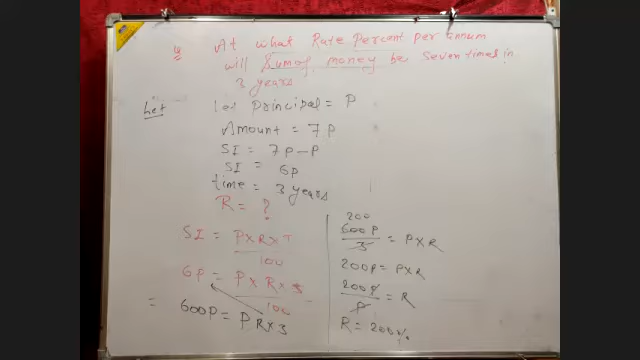 Q At what Rate Percent per annum
will Sum of money be Seven times in
3 years
Let let principal = P
Amount = 7P
SI = 7P - P
SI = 6P
time = 3 years
R = ?
SI = P×R×T
100
6P = P × R × 3
100
= 600P = P R × 3
200
600P = P×R
3
200P = P×R
200P = R
P
R = 200%